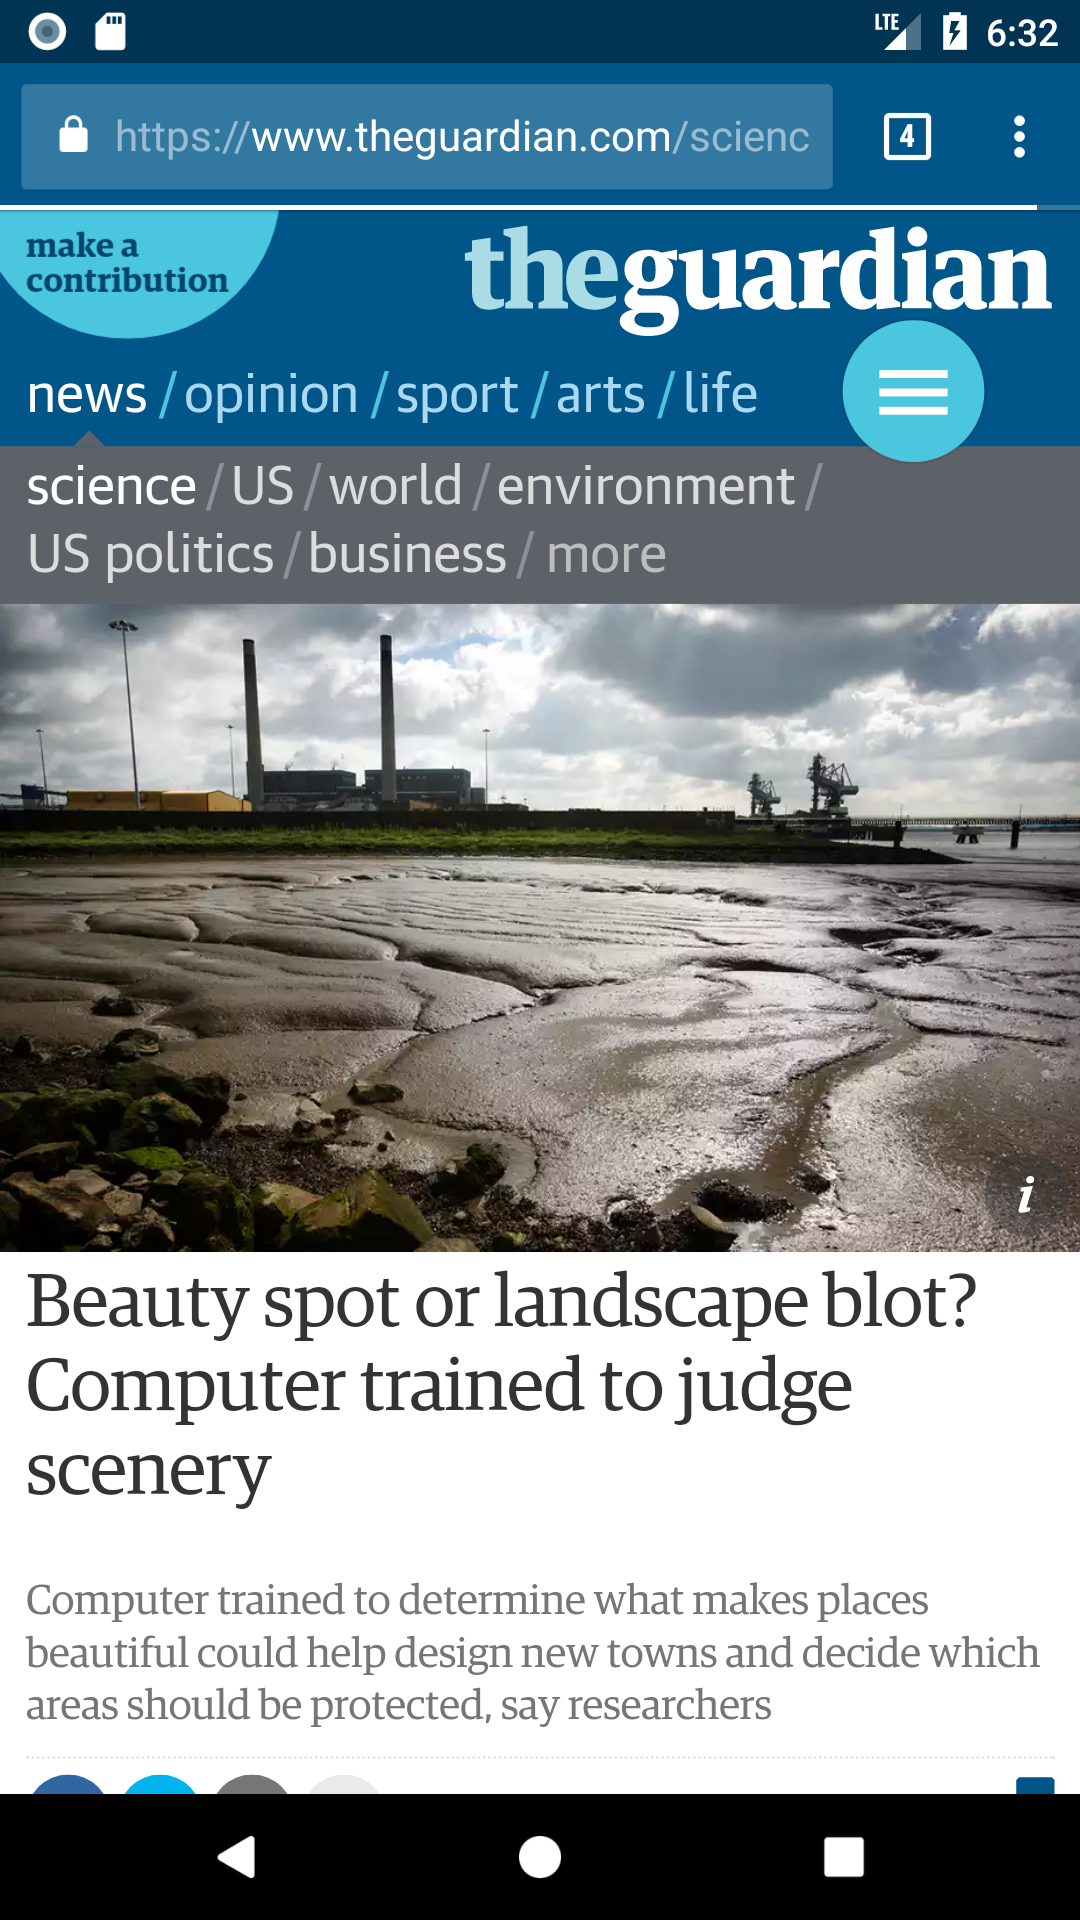 LTE 6:32
https://www.theguardian.com/scienc 4
make a
contribution
theguardian
news / opinion / sport / arts / life
science / US / world / environment /
US politics / business / more
i
Beauty spot or landscape blot?
Computer trained to judge
scenery
Computer trained to determine what makes places
beautiful could help design new towns and decide which
areas should be protected, say researchers